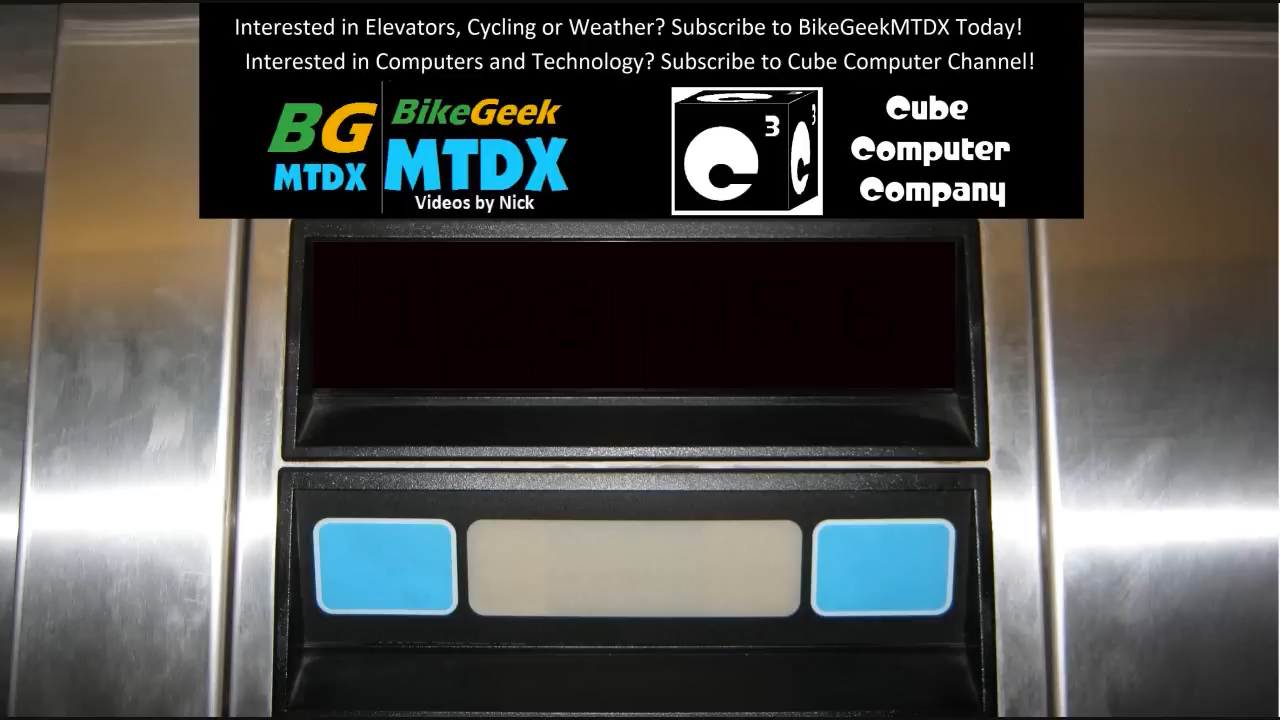 Interested in Elevators, Cycling or Weather? Subscribe to BikeGeekMTDX Today!
Interested in Computers and Technology? Subscribe to Cube Computer Channel!
BG
MTDX
BikeGeek
MTDX
Videos by Nick
C 3
C 3
Cube
Computer
Company